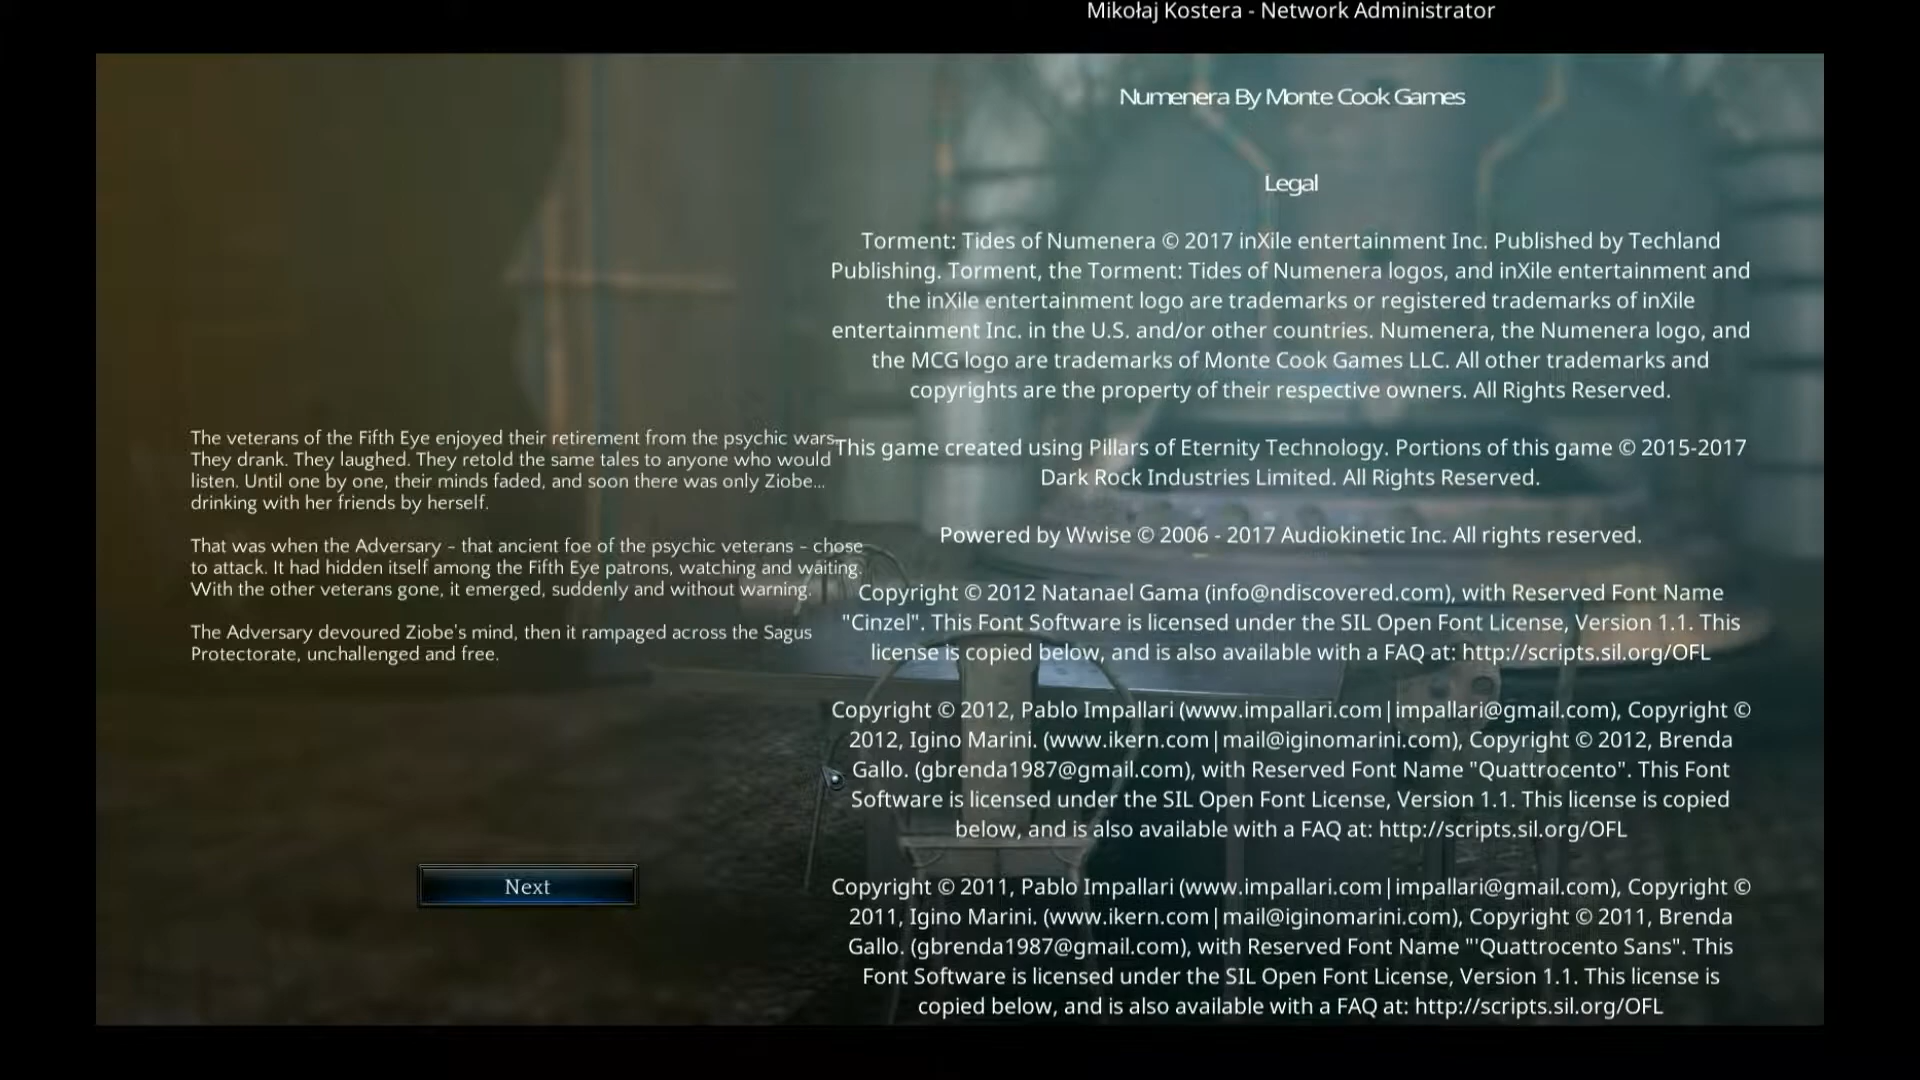 Mikołaj Kostera - Network Administrator
Numenera By Monte Cook Games
Legal
Torment: Tides of Numenera © 2017 inXile entertainment Inc. Published by Techland
Publishing. Torment, the Torment: Tides of Numenera logos, and inXile entertainment and
the inXile entertainment logo are trademarks or registered trademarks of inXile
entertainment Inc. in the U.S. and/or other countries. Numenera, the Numenera logo, and
the MCG logo are trademarks of Monte Cook Games LLC. All other trademarks and
copyrights are the property of their respective owners. All Rights Reserved.
This game created using Pillars of Eternity Technology. Portions of this game © 2015-2017
Dark Rock Industries Limited. All Rights Reserved.
Powered by Wwise © 2006 - 2017 Audiokinetic Inc. All rights reserved.
Copyright © 2012 Natanael Gama (info@ndiscovered.com), with Reserved Font Name
"Cinzel". This Font Software is licensed under the SIL Open Font License, Version 1.1. This
license is copied below, and is also available with a FAQ at: http://scripts.sil.org/OFL
Copyright © 2012, Pablo Impallari (www.impallari.com|impallari@gmail.com), Copyright ©
2012, Igino Marini. (www.ikern.com|mail@iginomarini.com), Copyright © 2012, Brenda
Gallo. (gbrenda1987@gmail.com), with Reserved Font Name "Quattrocento". This Font
Software is licensed under the SIL Open Font License, Version 1.1. This license is copied
below, and is also available with a FAQ at: http://scripts.sil.org/OFL
Copyright © 2011, Pablo Impallari (www.impallari.com|impallari@gmail.com), Copyright ©
2011, Igino Marini. (www.ikern.com|mail@iginomarini.com), Copyright © 2011, Brenda
Gallo. (gbrenda1987@gmail.com), with Reserved Font Name "'Quattrocento Sans". This
Font Software is licensed under the SIL Open Font License, Version 1.1. This license is
copied below, and is also available with a FAQ at: http://scripts.sil.org/OFL
The veterans of the Fifth Eye enjoyed their retirement from the psychic wars.
They drank. They laughed. They retold the same tales to anyone who would
listen. Until one by one, their minds faded, and soon there was only Ziobe...
drinking with her friends by herself.
That was when the Adversary - that ancient foe of the psychic veterans - chose
to attack. It had hidden itself among the Fifth Eye patrons, watching and waiting.
With the other veterans gone, it emerged, suddenly and without warning.
The Adversary devoured Ziobe's mind, then it rampaged across the Sagus
Protectorate, unchallenged and free.
Next